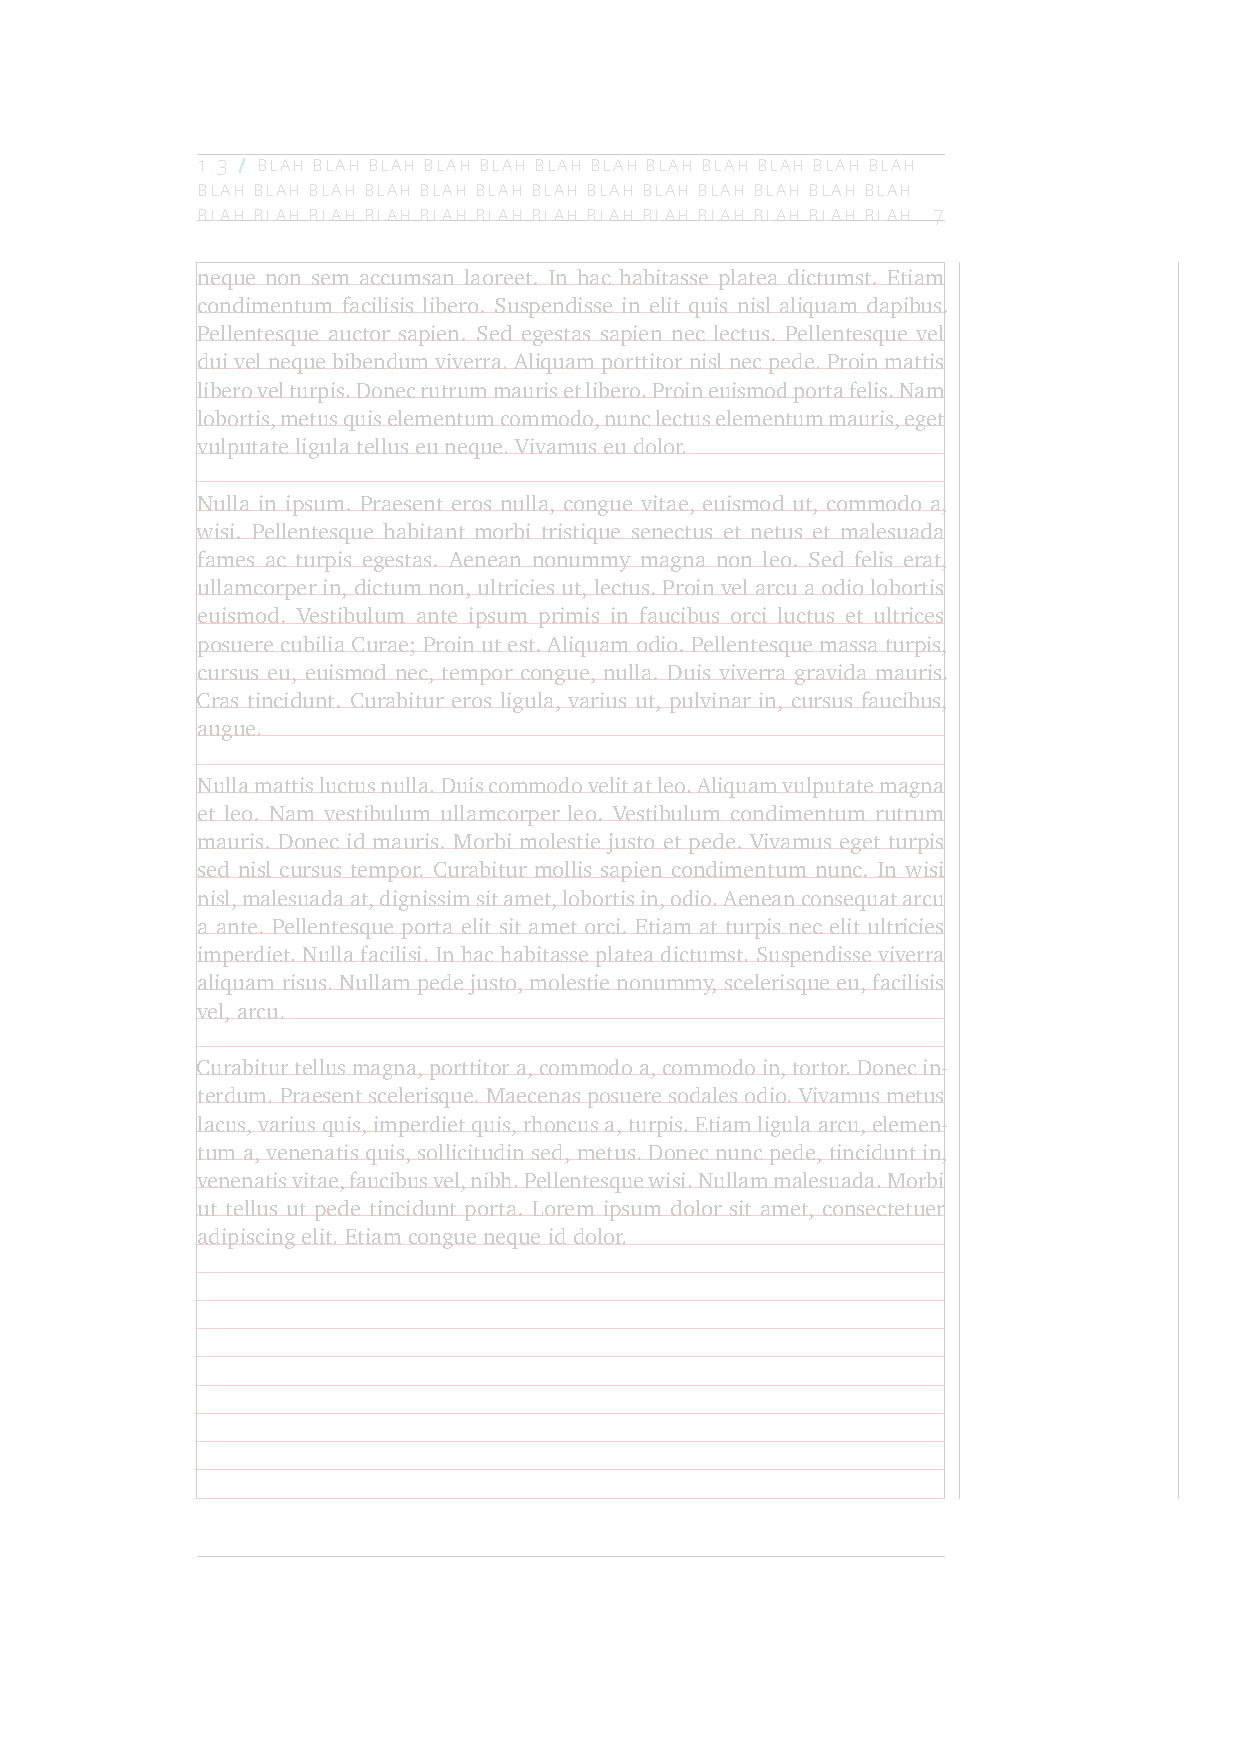 1.3 / BLAH BLAH BLAH BLAH BLAH BLAH BLAH BLAH BLAH BLAH BLAH BLAH
BLAH BLAH BLAH BLAH BLAH BLAH BLAH BLAH BLAH BLAH BLAH BLAH BLAH
BLAH BLAH BLAH BLAH BLAH BLAH BLAH BLAH BLAH BLAH BLAH BLAH BLAH 7
neque non sem accumsan laoreet. In hac habitasse platea dictumst. Etiam
condimentum facilisis libero. Suspendisse in elit quis nisl aliquam dapibus.
Pellentesque auctor sapien. Sed egestas sapien nec lectus. Pellentesque vel
dui vel neque bibendum viverra. Aliquam porttitor nisl nec pede. Proin mattis
libero vel turpis. Donec rutrum mauris et libero. Proin euismod porta felis. Nam
lobortis, metus quis elementum commodo, nunc lectus elementum mauris, eget
vulputate ligula tellus eu neque. Vivamus eu dolor.
Nulla in ipsum. Praesent eros nulla, congue vitae, euismod ut, commodo a,
wisi. Pellentesque habitant morbi tristique senectus et netus et malesuada
fames ac turpis egestas. Aenean nonummy magna non leo. Sed felis erat,
ullamcorper in, dictum non, ultricies ut, lectus. Proin vel arcu a odio lobortis
euismod. Vestibulum ante ipsum primis in faucibus orci luctus et ultrices
posuere cubilia Curae; Proin ut est. Aliquam odio. Pellentesque massa turpis,
cursus eu, euismod nec, tempor congue, nulla. Duis viverra gravida mauris.
Cras tincidunt. Curabitur eros ligula, varius ut, pulvinar in, cursus faucibus,
augue.
Nulla mattis luctus nulla. Duis commodo velit at leo. Aliquam vulputate magna
et leo. Nam vestibulum ullamcorper leo. Vestibulum condimentum rutrum
mauris. Donec id mauris. Morbi molestie justo et pede. Vivamus eget turpis
sed nisl cursus tempor. Curabitur mollis sapien condimentum nunc. In wisi
nisl, malesuada at, dignissim sit amet, lobortis in, odio. Aenean consequat arcu
a ante. Pellentesque porta elit sit amet orci. Etiam at turpis nec elit ultricies
imperdiet. Nulla facilisi. In hac habitasse platea dictumst. Suspendisse viverra
aliquam risus. Nullam pede justo, molestie nonummy, scelerisque eu, facilisis
vel, arcu.
Curabitur tellus magna, porttitor a, commodo a, commodo in, tortor. Donec in-
terdum. Praesent scelerisque. Maecenas posuere sodales odio. Vivamus metus
lacus, varius quis, imperdiet quis, rhoncus a, turpis. Etiam ligula arcu, elemen-
tum a, venenatis quis, sollicitudin sed, metus. Donec nunc pede, tincidunt in,
venenatis vitae, faucibus vel, nibh. Pellentesque wisi. Nullam malesuada. Morbi
ut tellus ut pede tincidunt porta. Lorem ipsum dolor sit amet, consectetuer
adipiscing elit. Etiam congue neque id dolor.